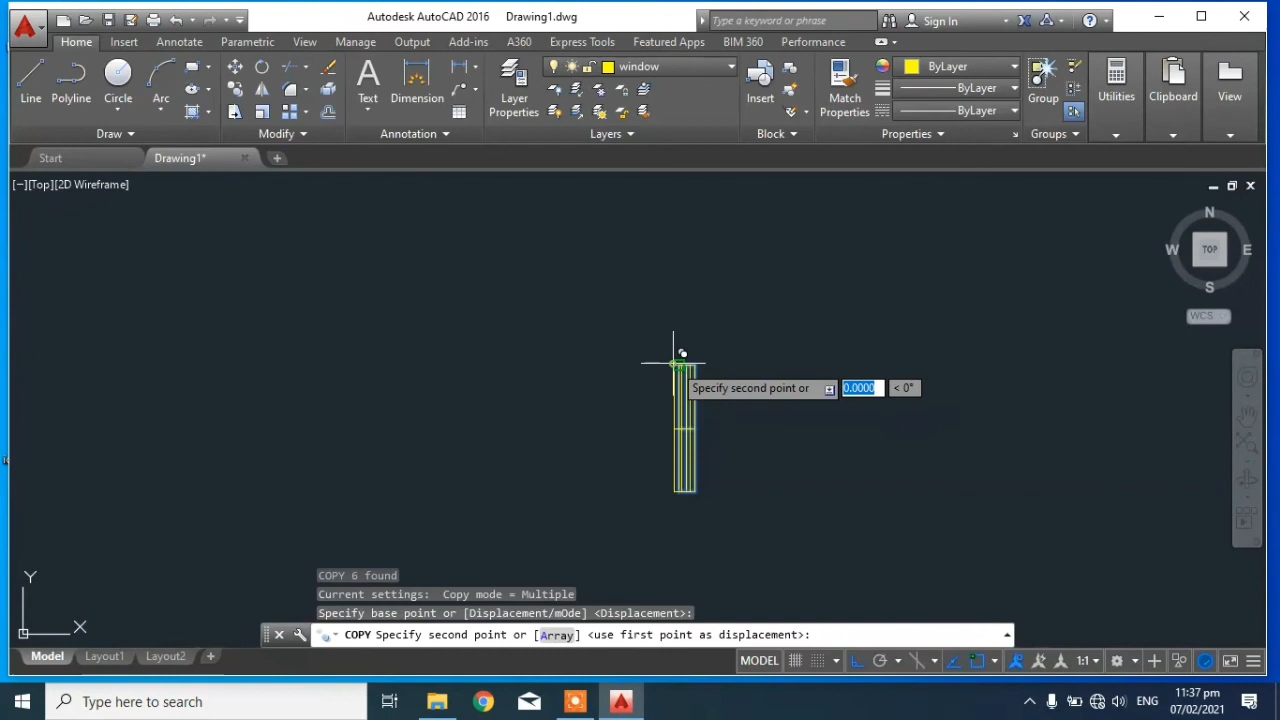 Autodesk AutoCAD 2016 Drawing1.dwg
Type a keyword or phrase
Sign In
Home Insert Annotate Parametric View Manage Output Add-ins A360 Express Tools Featured Apps BIM 360 Performance
window
ByLayer
ByLayer
ByLayer
Line Polyline Circle Arc
Text Dimension
Layer
Properties
Insert
Match
Properties
Group
Utilities
Clipboard
View
Draw Modify Annotation Layers Block Properties Groups
Start
Drawing1*
[−][Top][2D Wireframe]
N
W TOP E
S
WCS
Specify second point or 0.0000 < 0°
Y
X
COPY 6 found
Current settings: Copy mode = Multiple
Specify base point or [Displacement/mOde] <Displacement>:
COPY Specify second point or [Array] <use first point as displacement>:
Model Layout1 Layout2
MODEL 1:1
Type here to search
ENG
11:37 pm
07/02/2021